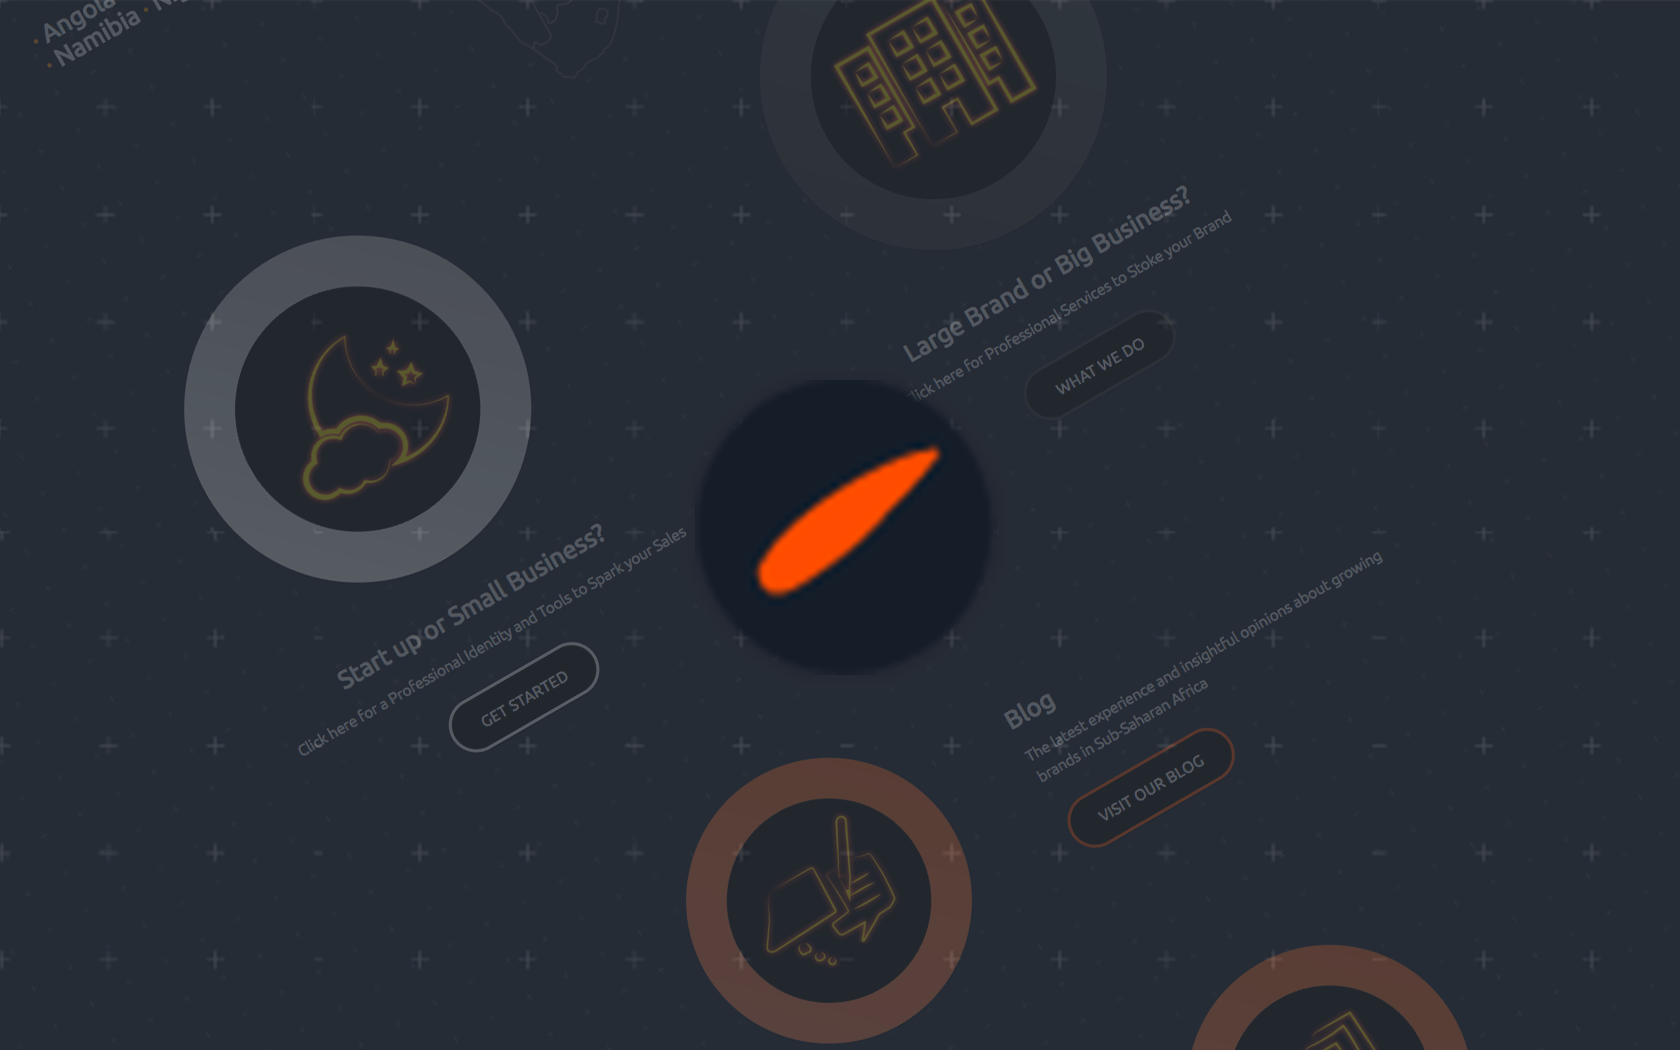 Angola
Namibia
Large Brand or Big Business?
lick here for Professional Services to Stoke your Brand
WHAT WE DO
Start up or Small Business?
Click here for a Professional Identity and Tools to Spark your Sales
GET STARTED
Blog
The latest experience and insightful opinions about growing
brands in Sub-Saharan Africa
VISIT OUR BLOG